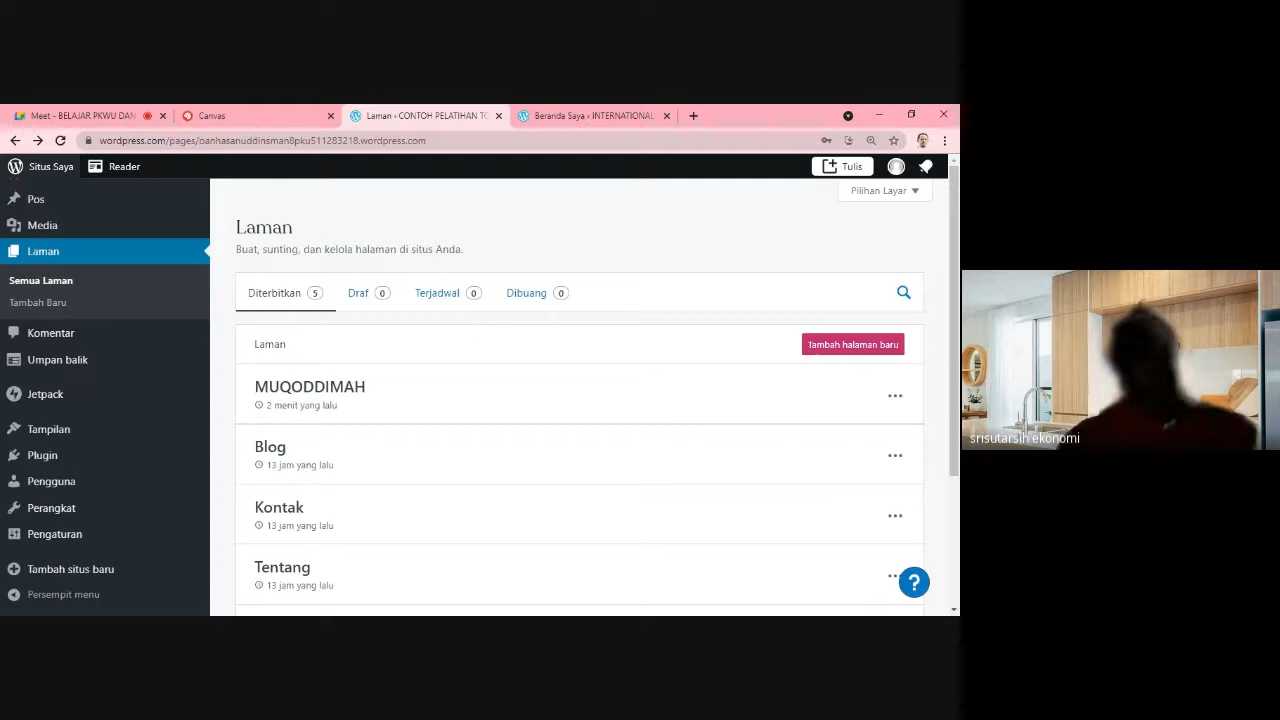 Meet - BELAJAR PKWU DAN
Canva
Laman ‹ CONTOH PELATIHAN TO
Beranda Saya ‹ INTERNATIONAL
wordpress.com/pages/oanhasanuddinsman8pku511283218.wordpress.com
Situs Saya
Reader
Tulis
Pos
Media
Laman
Semua Laman
Tambah Baru
Komentar
Umpan balik
Jetpack
Tampilan
Plugin
Pengguna
Perangkat
Pengaturan
Tambah situs baru
Persempit menu
Pilihan Layar
Laman
Buat, sunting, dan kelola halaman di situs Anda.
Diterbitkan 5 Draf 0 Terjadwal 0 Dibuang 0
Laman
Tambah halaman baru
MUQODDIMAH
2 menit yang lalu
Blog
13 jam yang lalu
Kontak
13 jam yang lalu
Tentang
13 jam yang lalu
?
srisutarsih ekonomi